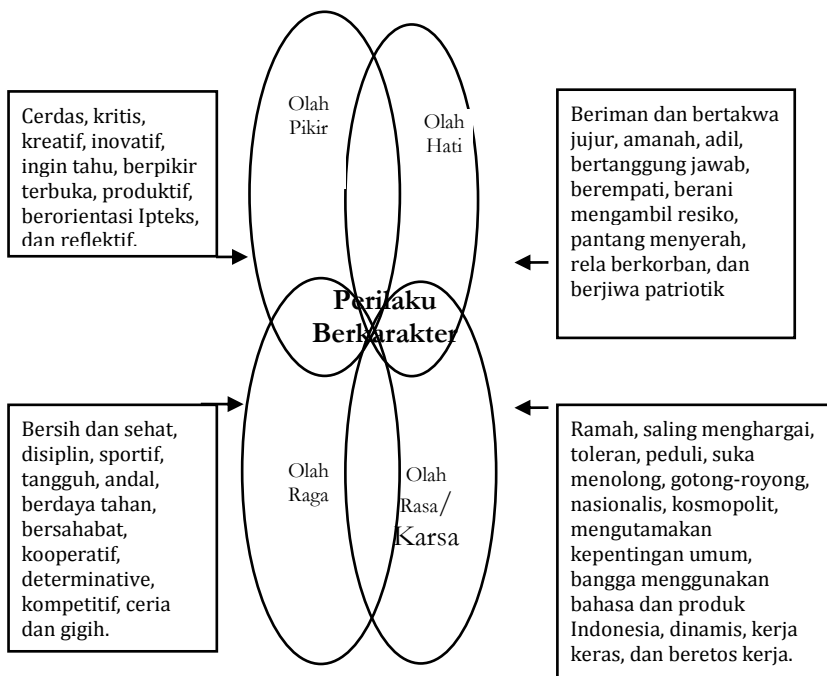 Olah
Pikir
Olah
Hati
Cerdas, kritis,
kreatif, inovatif,
ingin tahu, berpikir
terbuka, produktif,
berorientasi Ipteks,
dan reflektif.
Beriman dan bertakwa
jujur, amanah, adil,
bertanggung jawab,
berempati, berani
mengambil resiko,
pantang menyerah,
rela berkorban, dan
berjiwa patriotik
Perilaku
Berkarakter
Bersih dan sehat,
disiplin, sportif,
tangguh, andal,
berdaya tahan,
bersahabat,
kooperatif,
determinative,
kompetitif, ceria
dan gigih.
Olah
Raga
Olah
Rasa/
Karsa
Ramah, saling menghargai,
toleran, peduli, suka
menolong, gotong-royong,
nasionalis, kosmopolit,
mengutamakan
kepentingan umum,
bangga menggunakan
bahasa dan produk
Indonesia, dinamis, kerja
keras, dan beretos kerja.